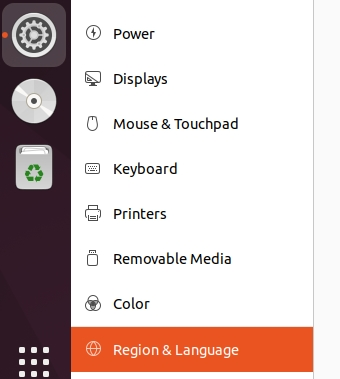 Power
Displays
Mouse & Touchpad
Keyboard
Printers
Removable Media
Color
Region & Language